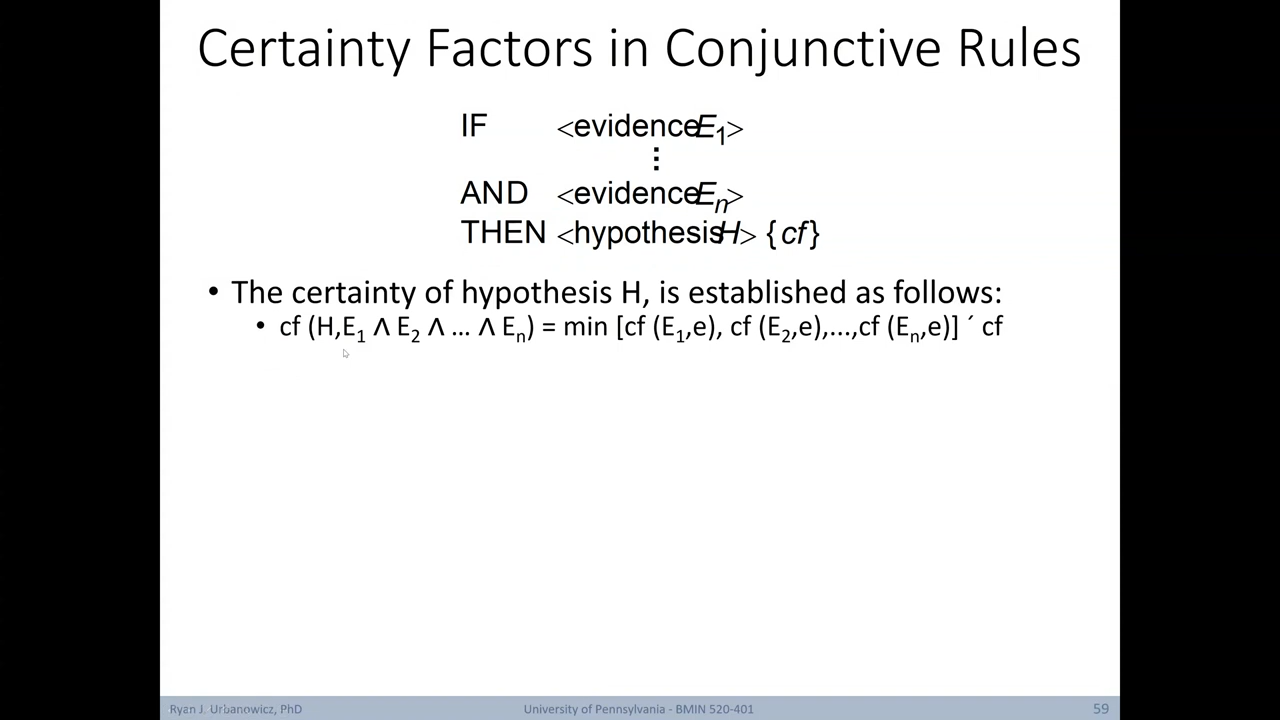 Certainty Factors in Conjunctive Rules
IF <evidence E₁>
⋮
AND <evidence Eₙ>
THEN <hypothesis H> {cf}
• The certainty of hypothesis H, is established as follows:
• cf (H,E₁ Λ E₂ Λ ... Λ Eₙ) = min [cf (E₁,e), cf (E₂,e),...,cf (Eₙ,e)] ´ cf
Ryan J. Urbanowicz, PhD
University of Pennsylvania - BMIN 520-401
59